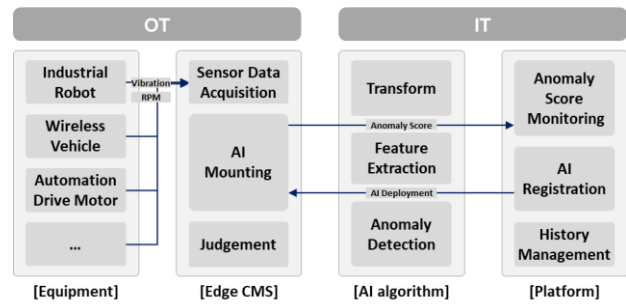 OT
IT
Industrial
Robot
Wireless
Vehicle
Automation
Drive Motor
...
Vibration
RPM
Sensor Data
Acquisition
AI
Mounting
Judgement
Transform
Anomaly Score
Feature
Extraction
AI Deployment
Anomaly
Detection
Anomaly
Score
Monitoring
AI
Registration
History
Management
[Equipment]
[Edge CMS]
[AI algorithm]
[Platform]